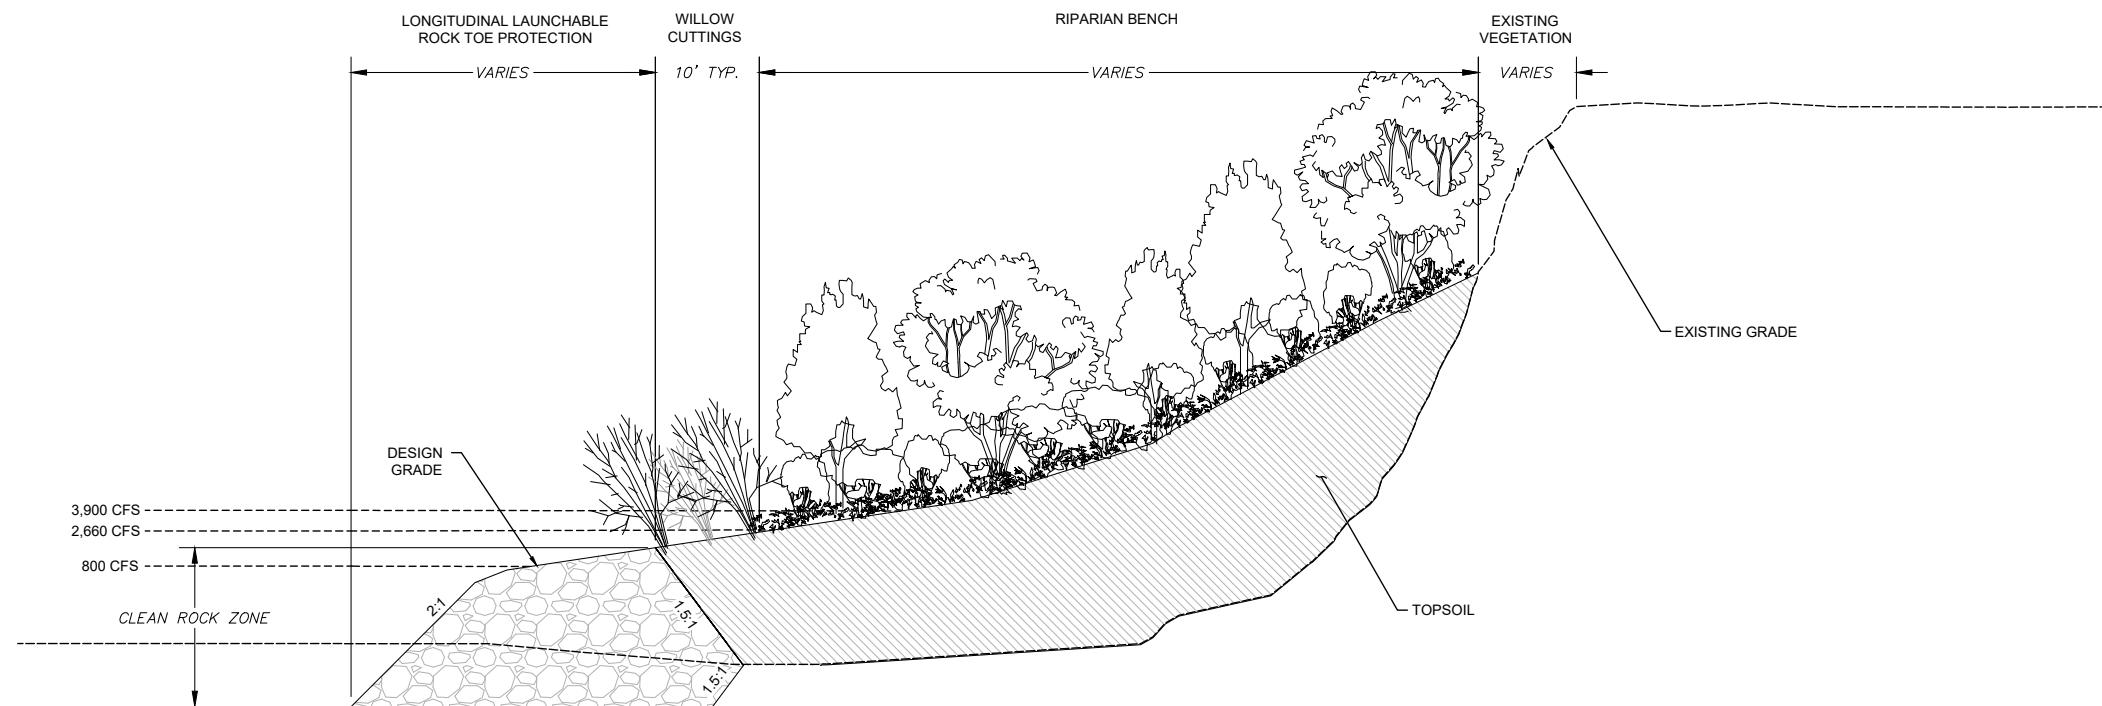 LONGITUDINAL LAUNCHABLE
ROCK TOE PROTECTION
WILLOW
CUTTINGS
RIPARIAN BENCH
EXISTING
VEGETATION
VARIES
10' TYP.
VARIES
VARIES
EXISTING GRADE
DESIGN
GRADE
3,900 CFS
2,660 CFS
800 CFS
2:1
1.5:1
TOPSOIL
CLEAN ROCK ZONE
1.5:1